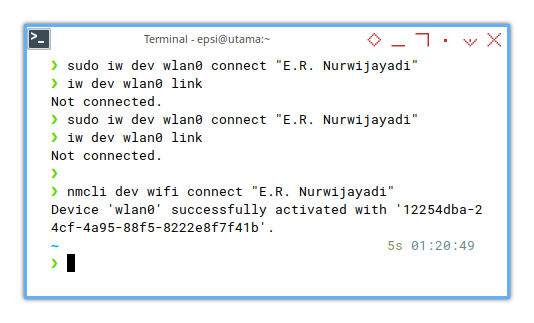 >_
Terminal - epsi@utama:~
❯ sudo iw dev wlan0 connect "E.R. Nurwijayadi"
❯ iw dev wlan0 link
Not connected.
❯ sudo iw dev wlan0 connect "E.R. Nurwijayadi"
❯ iw dev wlan0 link
Not connected.
❯
❯ nmcli dev wifi connect "E.R. Nurwijayadi"
Device 'wlan0' successfully activated with '12254dba-2
4cf-4a95-88f5-8222e8f7f41b'.
~ 5s 01:20:49
❯